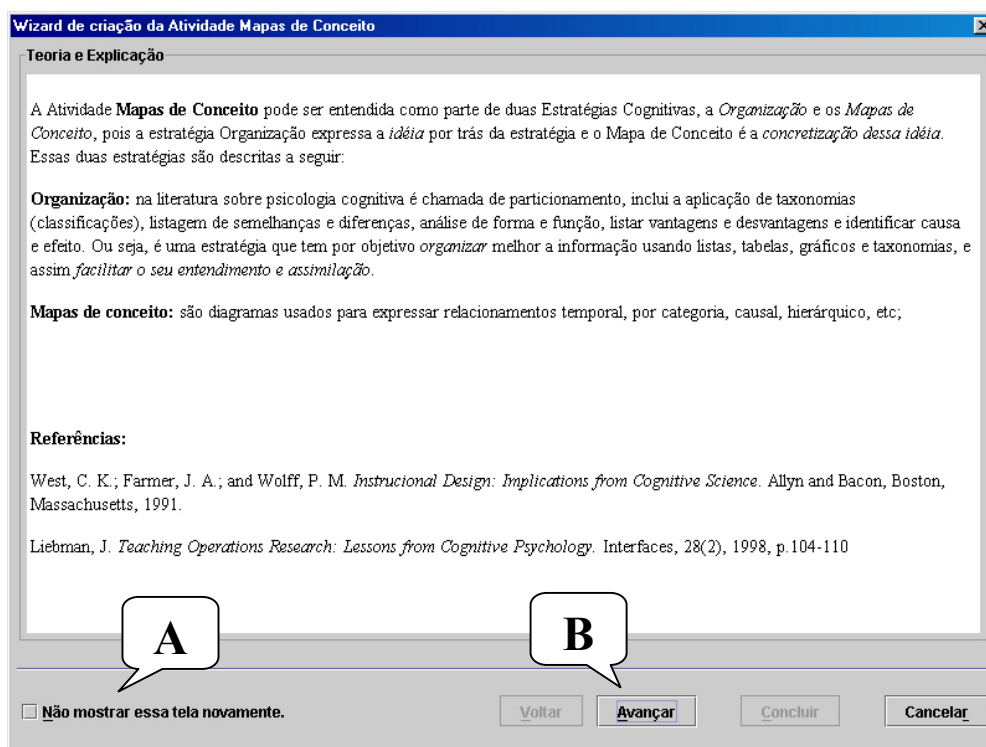 Wizard de criação da Atividade Mapas de Conceito
Teoria e Explicação
A Atividade Mapas de Conceito pode ser entendida como parte de duas Estratégias Cognitivas, a Organização e os Mapas de
Conceito, pois a estratégia Organização expressa a idéia por trás da estratégia e o Mapa de Conceito é a concretização dessa idéia.
Essas duas estratégias são descritas a seguir:
Organização: na literatura sobre psicologia cognitiva é chamada de particionamento, inclui a aplicação de taxonomias
(classificações), listagem de semelhanças e diferenças, análise de forma e função, listar vantagens e desvantagens e identificar causa
e efeito. Ou seja, é uma estratégia que tem por objetivo organizar melhor a informação usando listas, tabelas, gráficos e taxonomias, e
assim facilitar o seu entendimento e assimilação.
Mapas de conceito: são diagramas usados para expressar relacionamentos temporal, por categoria, causal, hierárquico, etc;
Referências:
West, C. K.; Farmer, J. A.; and Wolff, P. M. Instrucional Design: Implications from Cognitive Science. Allyn and Bacon, Boston,
Massachusetts, 1991.
Liebman, J. Teaching Operations Research: Lessons from Cognitive Psychology. Interfaces, 28(2), 1998, p.104-110
A
B
Não mostrar essa tela novamente.
Voltar
Avançar
Concluir
Cancelar